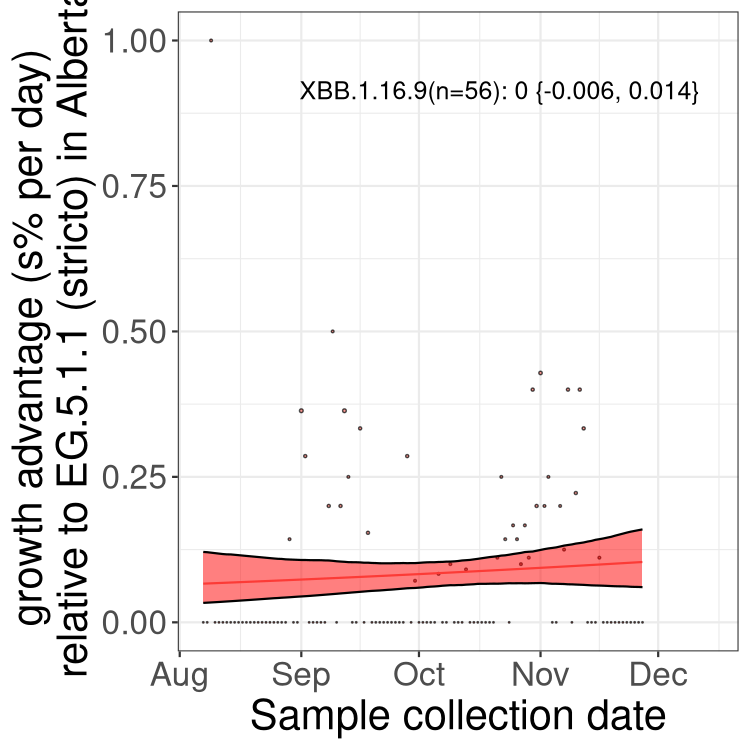 growth advantage (s% per day)
relative to EG.5.1.1 (stricto) in Alberta
1.00
0.75
0.50
0.25
0.00
XBB.1.16.9(n=56): 0 {-0.006, 0.014}
Aug Sep Oct Nov Dec
Sample collection date